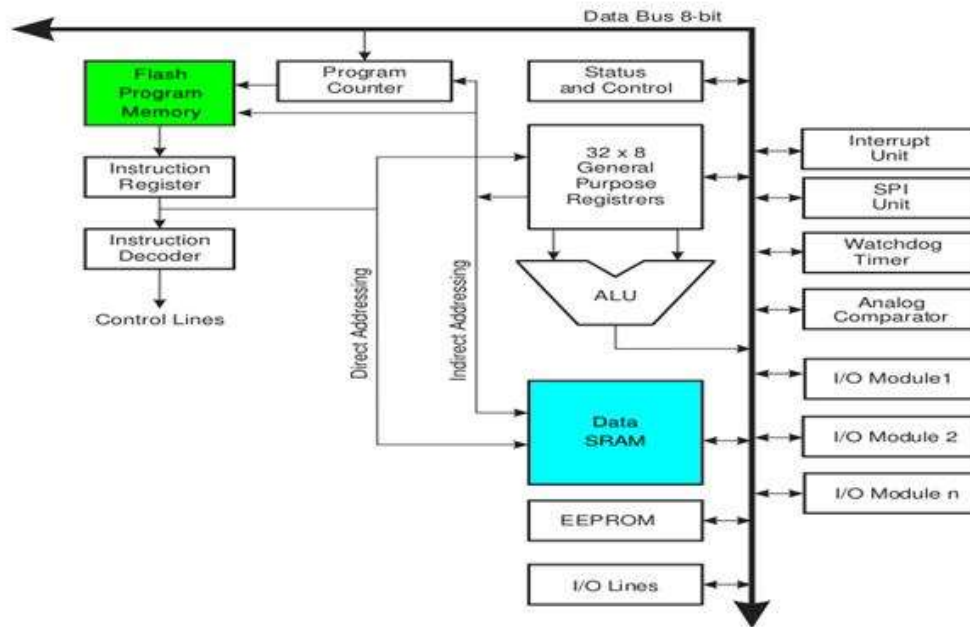 Data Bus 8-bit
Flash
Program
Memory
Program
Counter
Status
and Control
Interrupt
Unit
32 x 8
General
Purpose
Registrers
Instruction
Register
SPI
Unit
Instruction
Decoder
Watchdog
Timer
ALU
Analog
Comparator
Control Lines
Direct Addressing
Indirect Addressing
I/O Module1
Data
SRAM
I/O Module 2
I/O Module n
EEPROM
I/O Lines